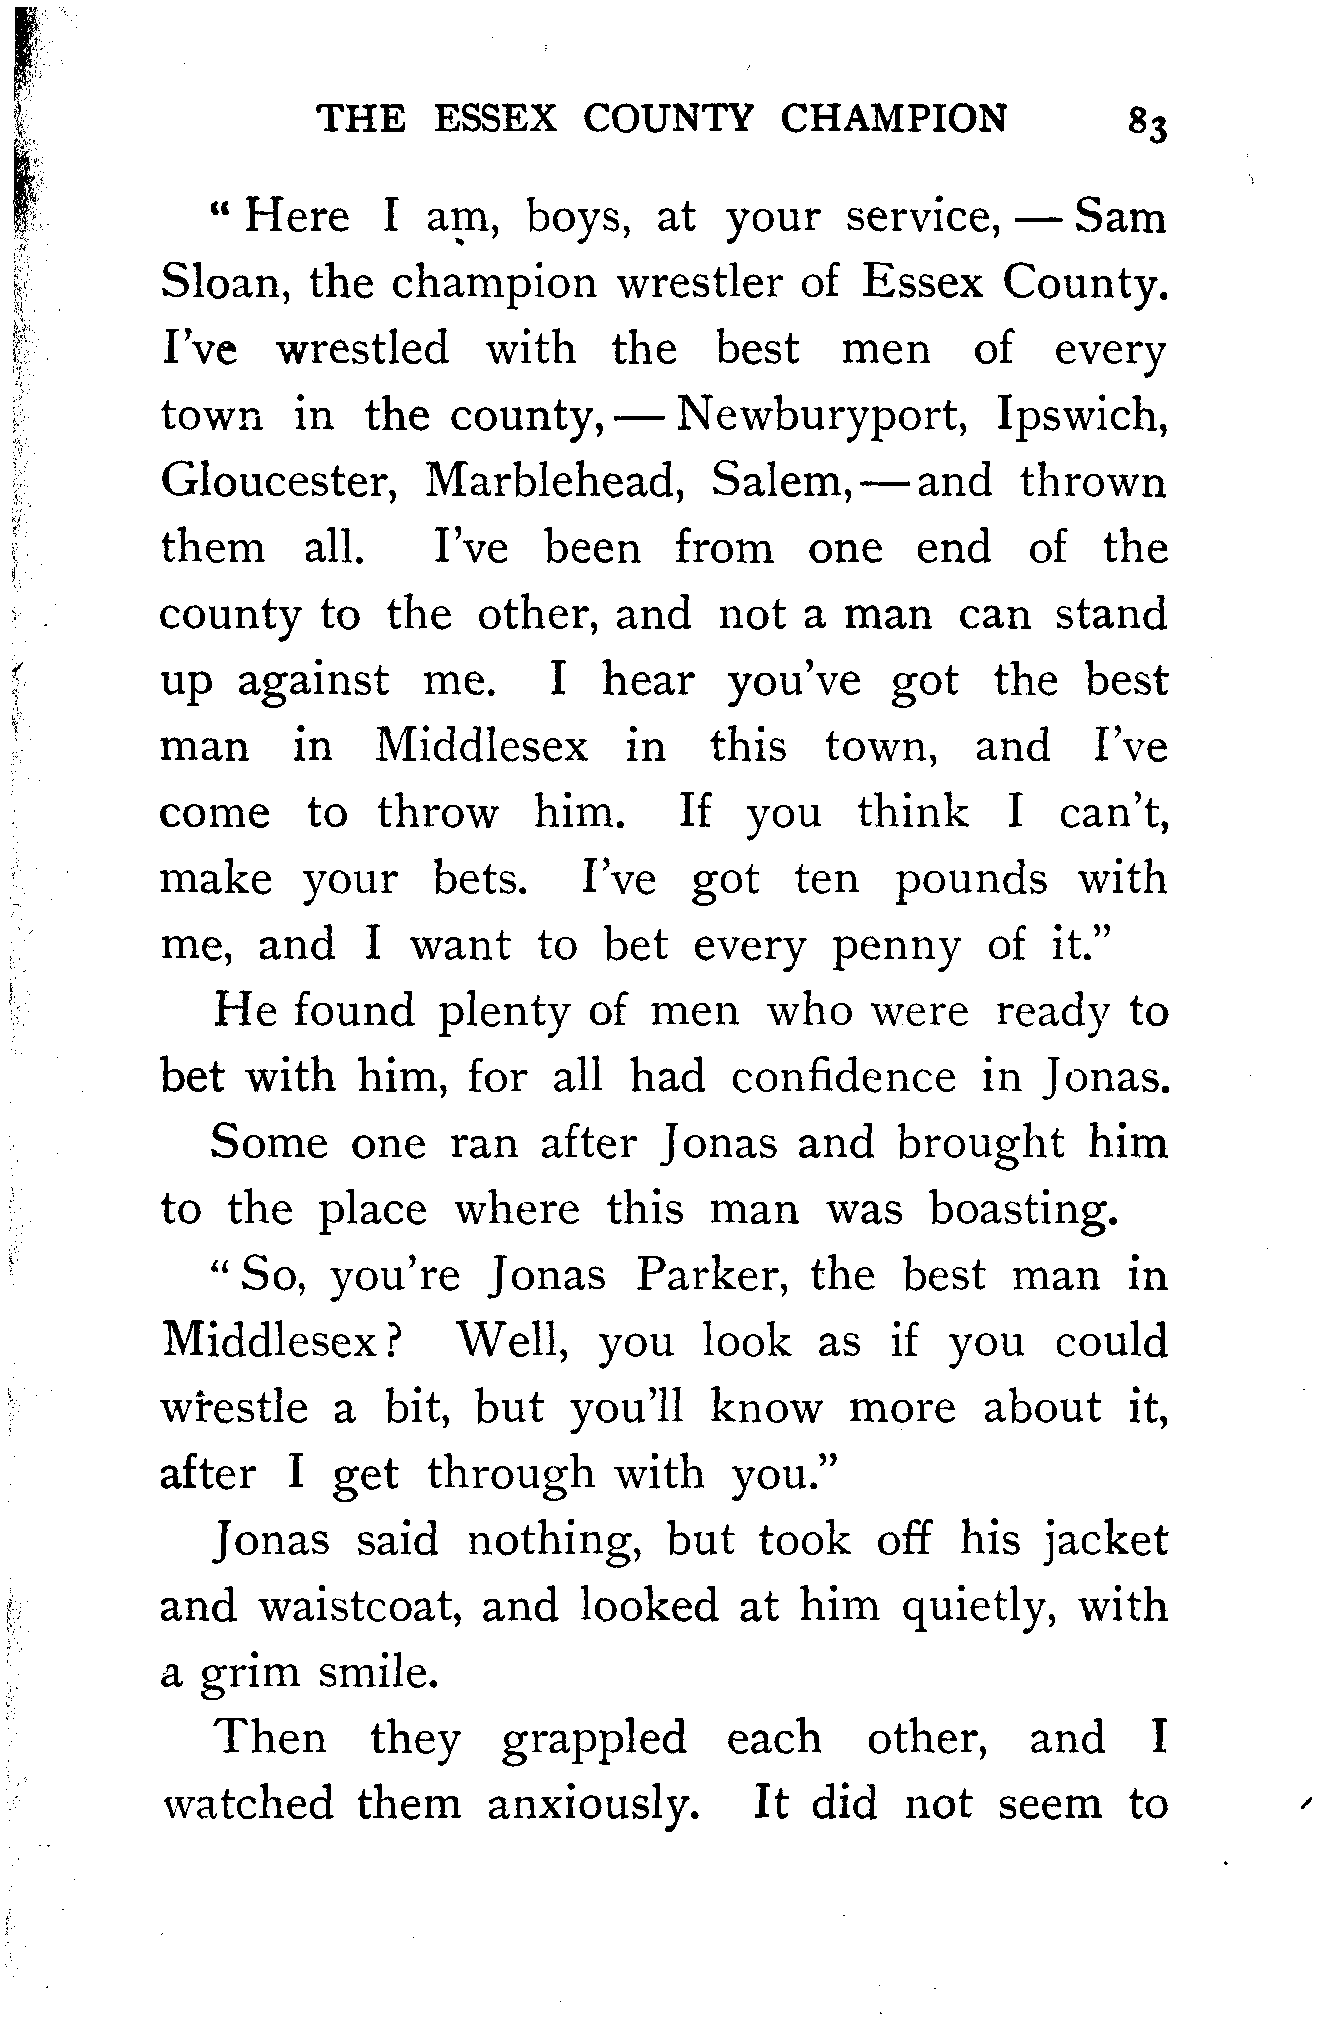 THE ESSEX COUNTY CHAMPION 83
" Here I am, boys, at your service, — Sam
Sloan, the champion wrestler of Essex County.
I've wrestled with the best men of every
town in the county, — Newburyport, Ipswich,
Gloucester, Marblehead, Salem, — and thrown
them all. I've been from one end of the
county to the other, and not a man can stand
up against me. I hear you've got the best
man in Middlesex in this town, and I've
come to throw him. If you think I can't,
make your bets. I've got ten pounds with
me, and I want to bet every penny of it."
He found plenty of men who were ready to
bet with him, for all had confidence in Jonas.
Some one ran after Jonas and brought him
to the place where this man was boasting.
" So, you're Jonas Parker, the best man in
Middlesex ? Well, you look as if you could
wrestle a bit, but you'll know more about it,
after I get through with you."
Jonas said nothing, but took off his jacket
and waistcoat, and looked at him quietly, with
a grim smile.
Then they grappled each other, and I
watched them anxiously. It did not seem to